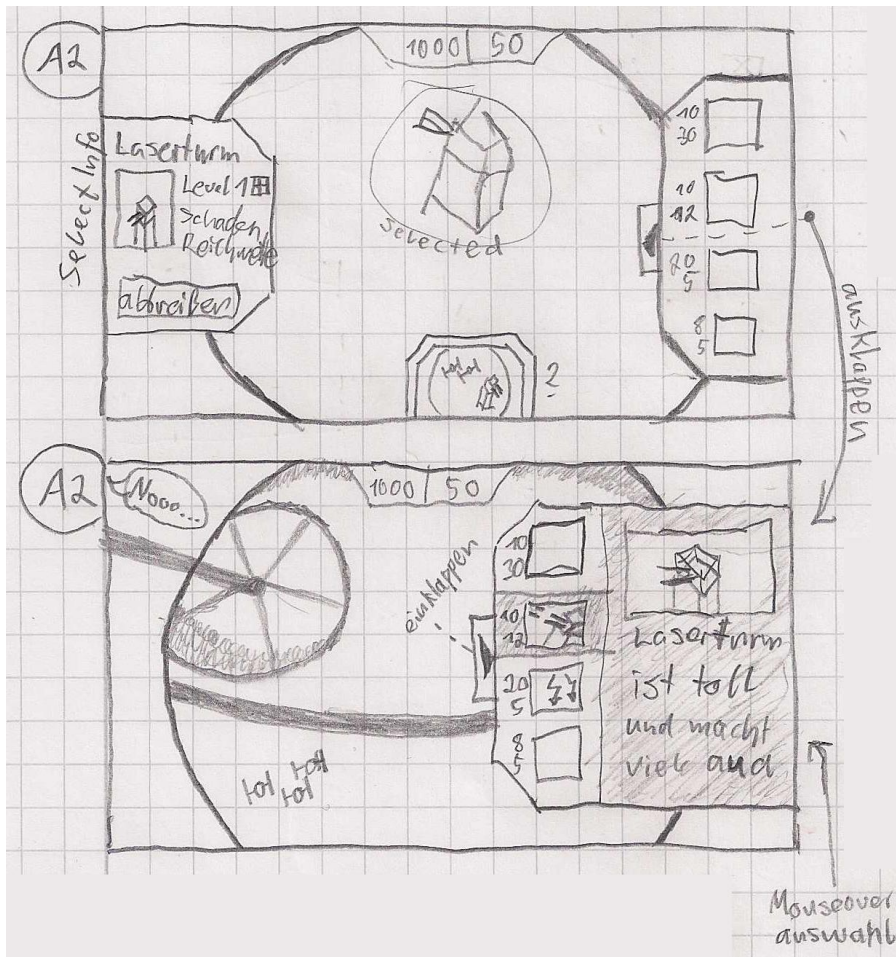 A2
1000 | 50
Select Info
Laserturm
Level 1
Schaden
Reichweite
abbreißen
Selected
10
30
10
12
20
5
8
5
ausklappen
?
A2
Nooo...
1000 | 50
einklappen
10
30
10
12
20
5
8
5
Laserturm
ist toll
und macht
viel aua
Mouseover
auswahl